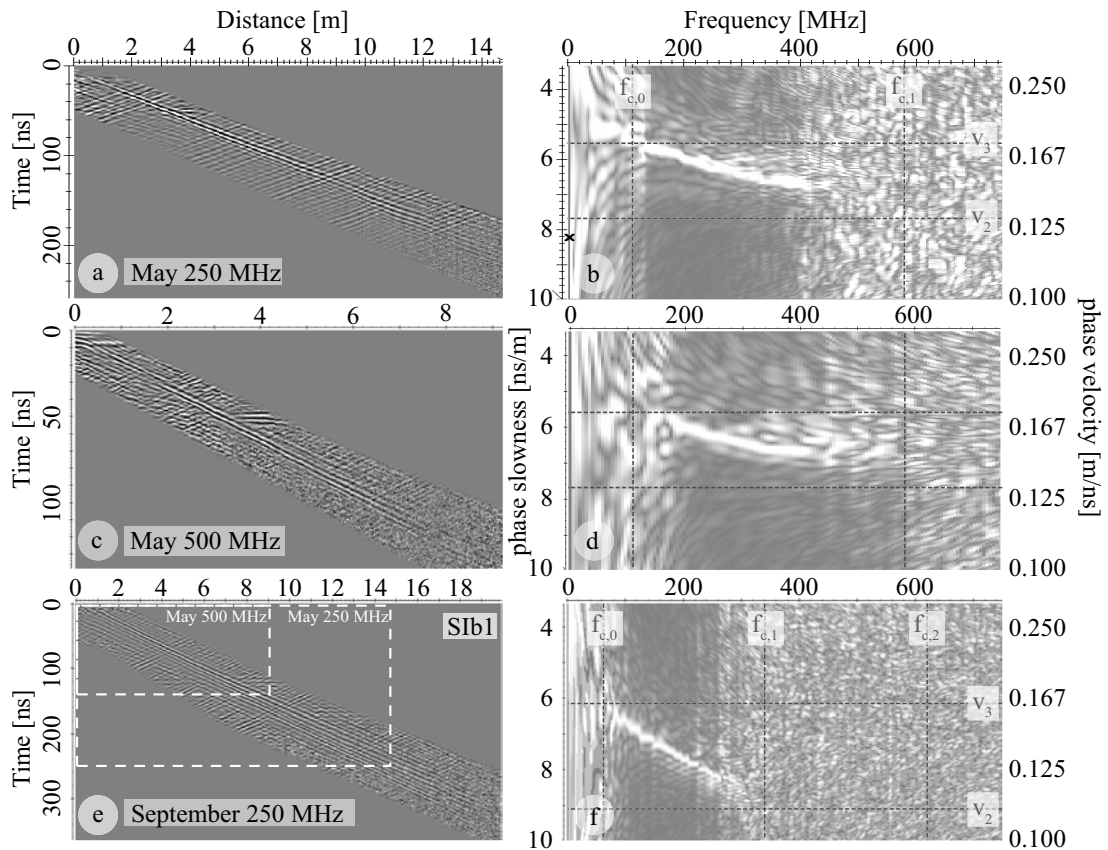 Distance [m]
Frequency [MHz]
0 2 4 6 8 10 12 14
0 200 400 600
0
100
200
Time [ns]
a May 250 MHz
4
6
8
10
f c,0
f c,1
v 3
v 2
b
0.250
0.167
0.125
0.100
0 2 4 6 8
0 200 400 600
0
50
100
Time [ns]
c May 500 MHz
phase slowness [ns/m]
4
6
8
10
d
0.250
0.167
0.125
0.100
phase velocity [m/ns]
0 2 4 6 8 10 12 14 16 18
0 200 400 600
0
100
200
300
Time [ns]
May 500 MHz
May 250 MHz
SIb1
e September 250 MHz
4
6
8
10
f c,0
f c,1
f c,2
v 3
v 2
f
0.250
0.167
0.125
0.100